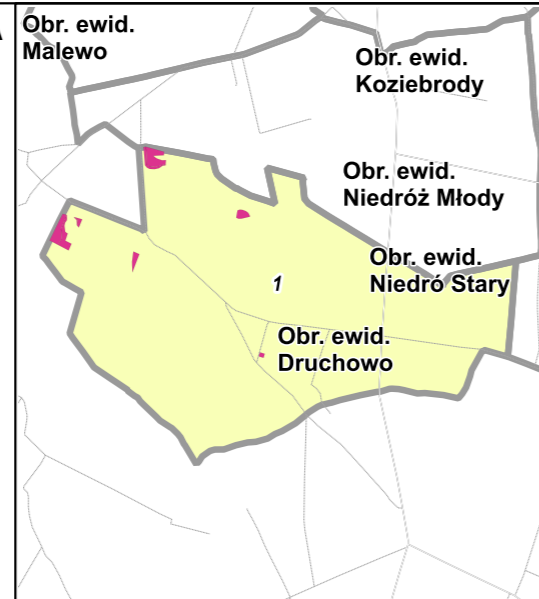 Obr. ewid.
Malewo
Obr. ewid.
Koziebrody
Obr. ewid.
Niedróż Młody
Obr. ewid.
Niedró Stary
1
Obr. ewid.
Druchowo